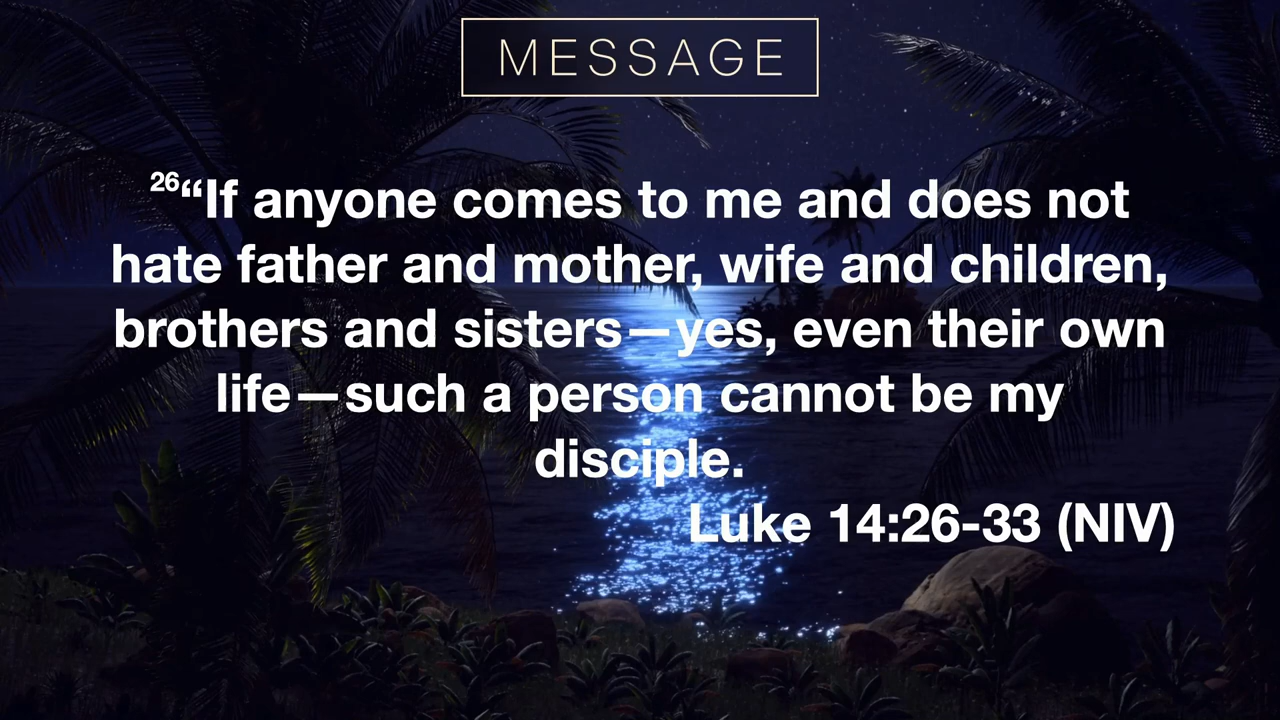 MESSAGE
26“If anyone comes to me and does not
hate father and mother, wife and children,
brothers and sisters—yes, even their own
life—such a person cannot be my
disciple.
Luke 14:26-33 (NIV)